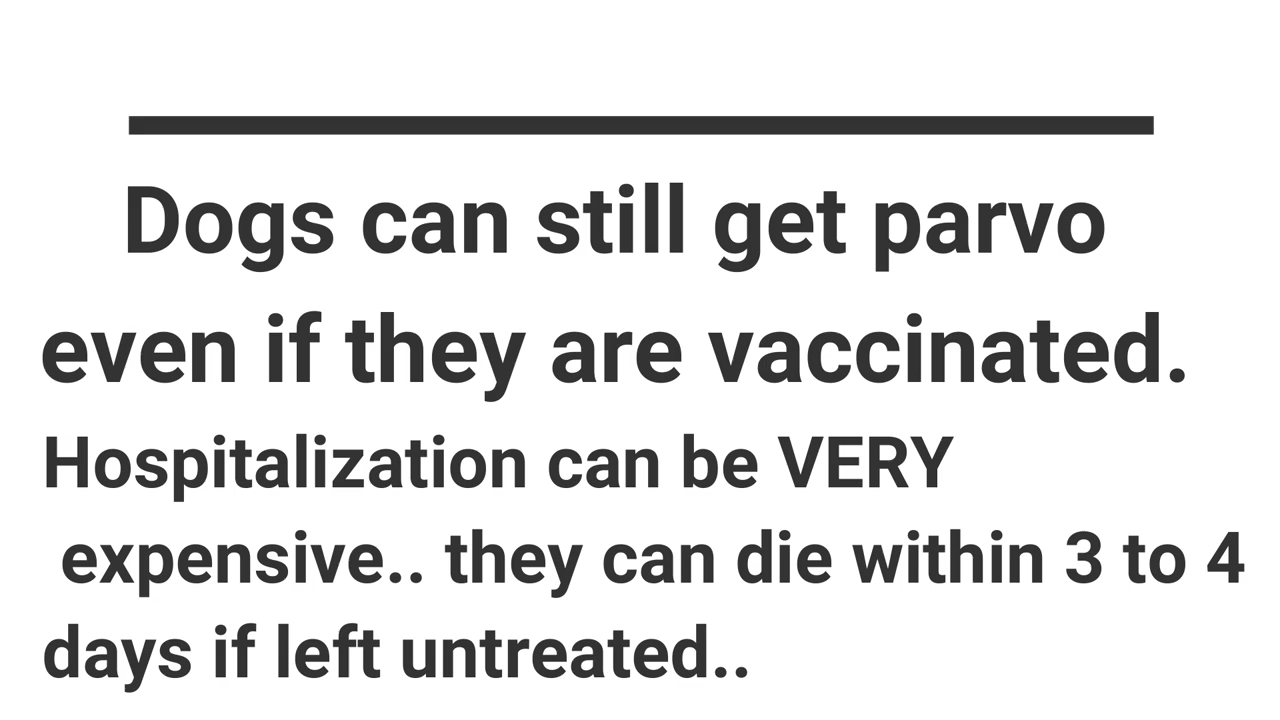 Dogs can still get parvo
even if they are vaccinated.
Hospitalization can be VERY
expensive.. they can die within 3 to 4
days if left untreated..